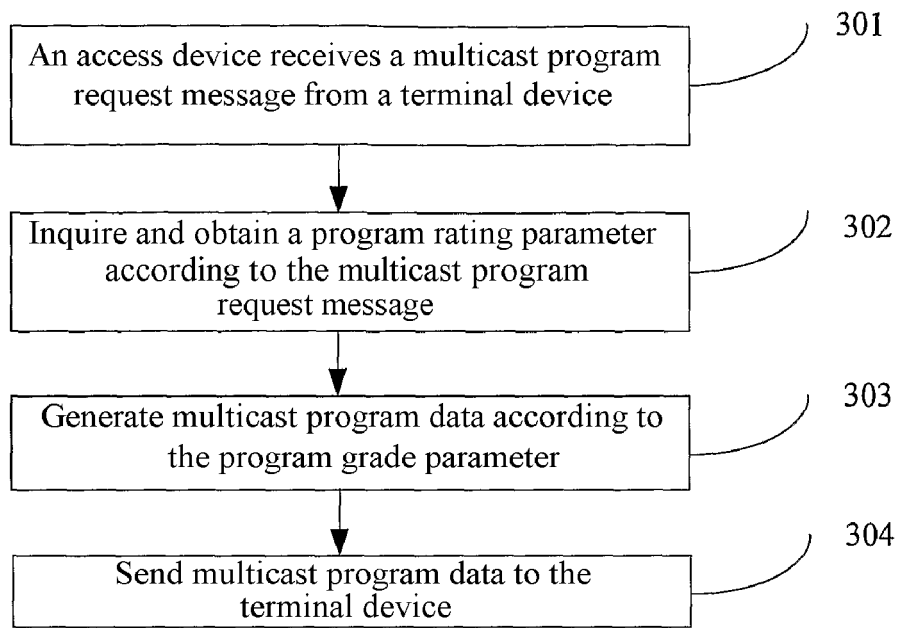 An access device receives a multicast program
request message from a terminal device
301
Inquire and obtain a program rating parameter
according to the multicast program
request message
302
Generate multicast program data according to
the program grade parameter
303
Send multicast program data to the
terminal device
304